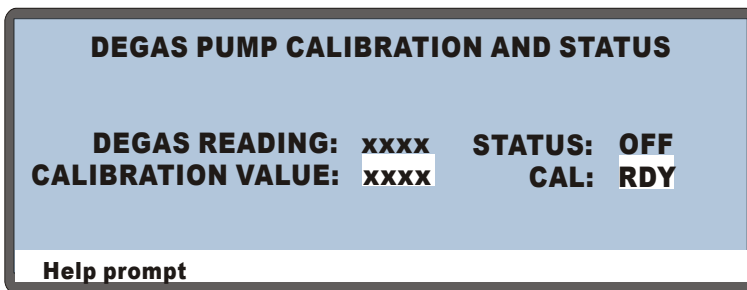 DEGAS PUMP CALIBRATION AND STATUS
DEGAS READING: xxxx STATUS: OFF
CALIBRATION VALUE: xxxx CAL: RDY
Help prompt